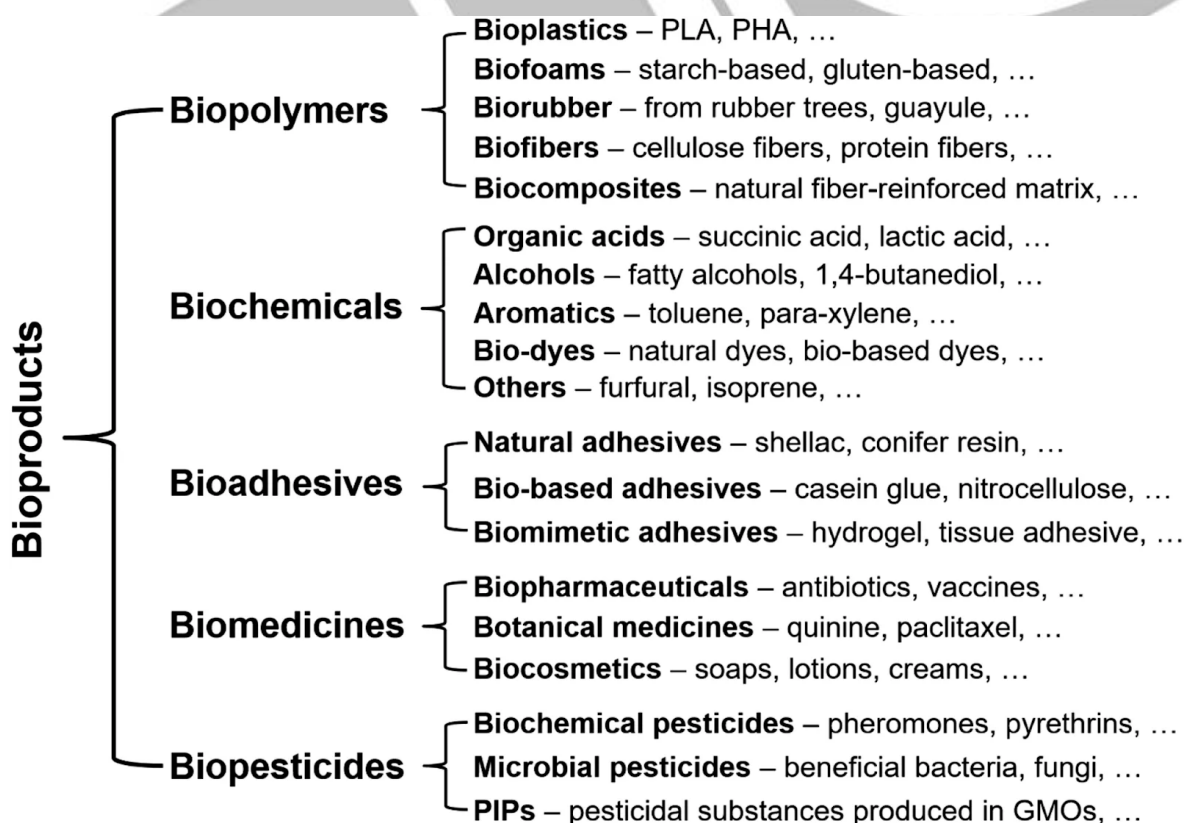 Bioproducts
Biopolymers
Bioplastics – PLA, PHA, …
Biofoams – starch-based, gluten-based, …
Biorubber – from rubber trees, guayule, …
Biofibers – cellulose fibers, protein fibers, …
Biocomposites – natural fiber-reinforced matrix, …
Biochemicals
Organic acids – succinic acid, lactic acid, …
Alcohols – fatty alcohols, 1,4-butanediol, …
Aromatics – toluene, para-xylene, …
Bio-dyes – natural dyes, bio-based dyes, …
Others – furfural, isoprene, …
Bioadhesives
Natural adhesives – shellac, conifer resin, …
Bio-based adhesives – casein glue, nitrocellulose, …
Biomimetic adhesives – hydrogel, tissue adhesive, …
Biomedicines
Biopharmaceuticals – antibiotics, vaccines, …
Botanical medicines – quinine, paclitaxel, …
Biocosmetics – soaps, lotions, creams, …
Biopesticides
Biochemical pesticides – pheromones, pyrethrins, …
Microbial pesticides – beneficial bacteria, fungi, …
PIPs – pesticidal substances produced in GMOs, …